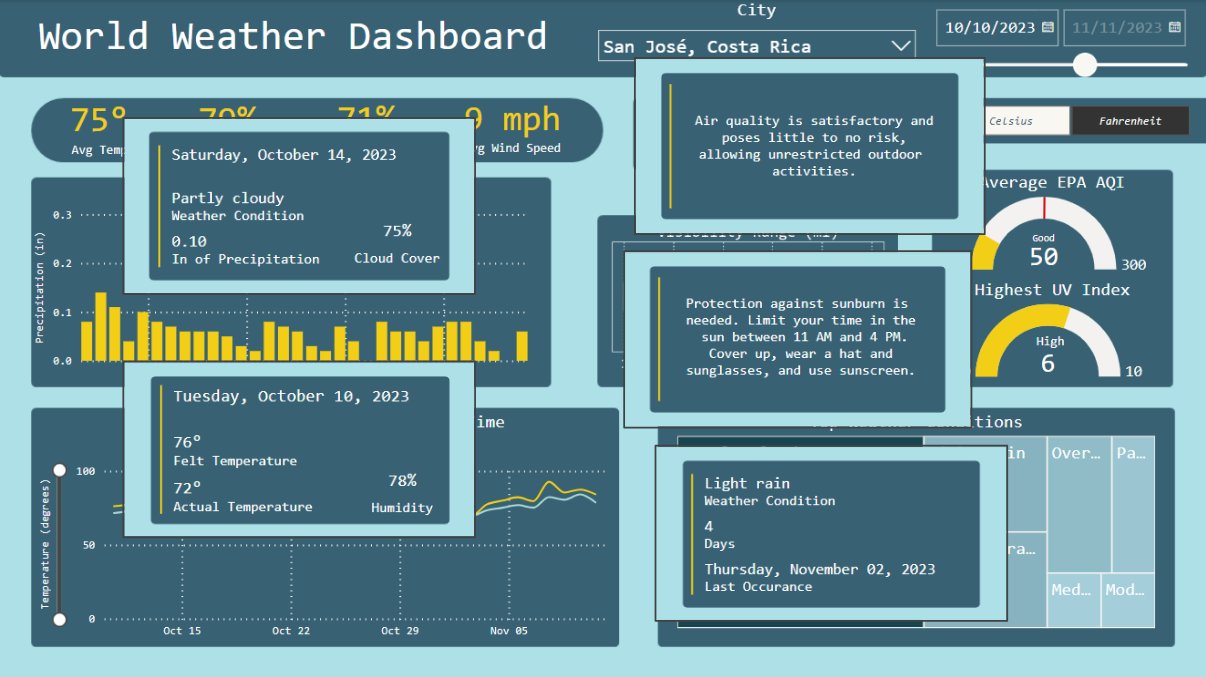 World Weather Dashboard
City
San José, Costa Rica
10/10/2023
11/11/2023
Celsius
Fahrenheit
75°
71%
9 mph
Avg Wind Speed
Saturday, October 14, 2023
Partly cloudy
Weather Condition
0.10
In of Precipitation
75%
Cloud Cover
Precipitation (in)
0.3
0.2
0.1
0.0
Air quality is satisfactory and
poses little to no risk,
allowing unrestricted outdoor
activities.
Visibility Range (mi)
Average EPA AQI
Good
50
300
Highest UV Index
High
6
10
Protection against sunburn is
needed. Limit your time in the
sun between 11 AM and 4 PM.
Cover up, wear a hat and
sunglasses, and use sunscreen.
Tuesday, October 10, 2023
76°
Felt Temperature
72°
Actual Temperature
78%
Humidity
Temperature (degrees)
100
50
0
Oct 15
Oct 22
Oct 29
Nov 05
Over…
Pa…
Med…
Mod…
Light rain
Weather Condition
4
Days
Thursday, November 02, 2023
Last Occurance